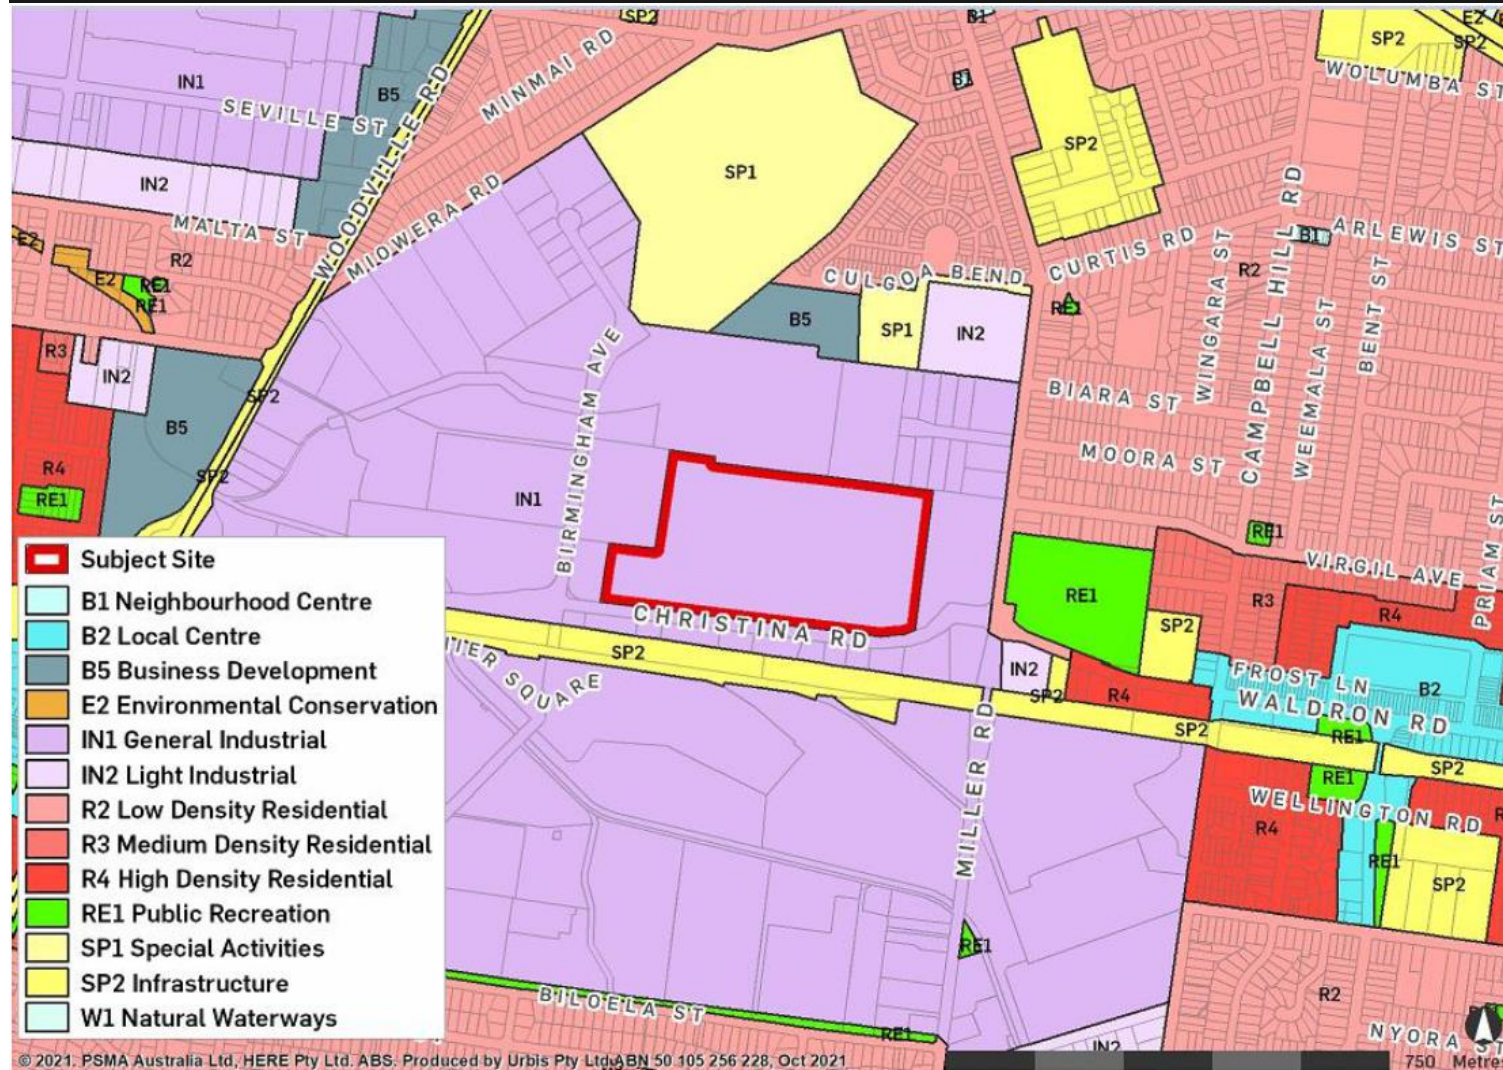 SP2
B1
E2
SP2
SP2
IN1
B5
MINMAI RD
B1
WOLUMBA ST
SEVILLE ST
SP2
SP1
IN2
WOODVILLE RD
MIOWERA RD
MALTA ST
E2
R2
CURTIS RD
B1
ARLEWIS ST
E2
RE1
RE1
CULGOA BEND
R2
WINGARA ST
CAMPBELL HILL RD
WEEMALA ST
BENT ST
RE1
B5
SP1
IN2
R3
IN2
BIRMINGHAM AVE
BIARA ST
SP2
B5
MOORA ST
R4
SP2
RE1
IN1
RE1
VIRGIL AVE
PRIAM ST
RE1
R3
R4
SP2
CHRISTINA RD
SP2
SQUARE
IN2
SP2
R4
FROST LN
B2
WALDRON RD
SP2
RE1
MILLER RD
RE1
SP2
WELLINGTON RD
R4
RE1
SP2
RE1
R2
BILOELA ST
RE1
NYORA ST
IN2
Subject Site
B1 Neighbourhood Centre
B2 Local Centre
B5 Business Development
E2 Environmental Conservation
IN1 General Industrial
IN2 Light Industrial
R2 Low Density Residential
R3 Medium Density Residential
R4 High Density Residential
RE1 Public Recreation
SP1 Special Activities
SP2 Infrastructure
W1 Natural Waterways
© 2021. PSMA Australia Ltd, HERE Pty Ltd. ABS. Produced by Urbis Pty Ltd ABN 50 105 256 228, Oct 2021
750 Metres